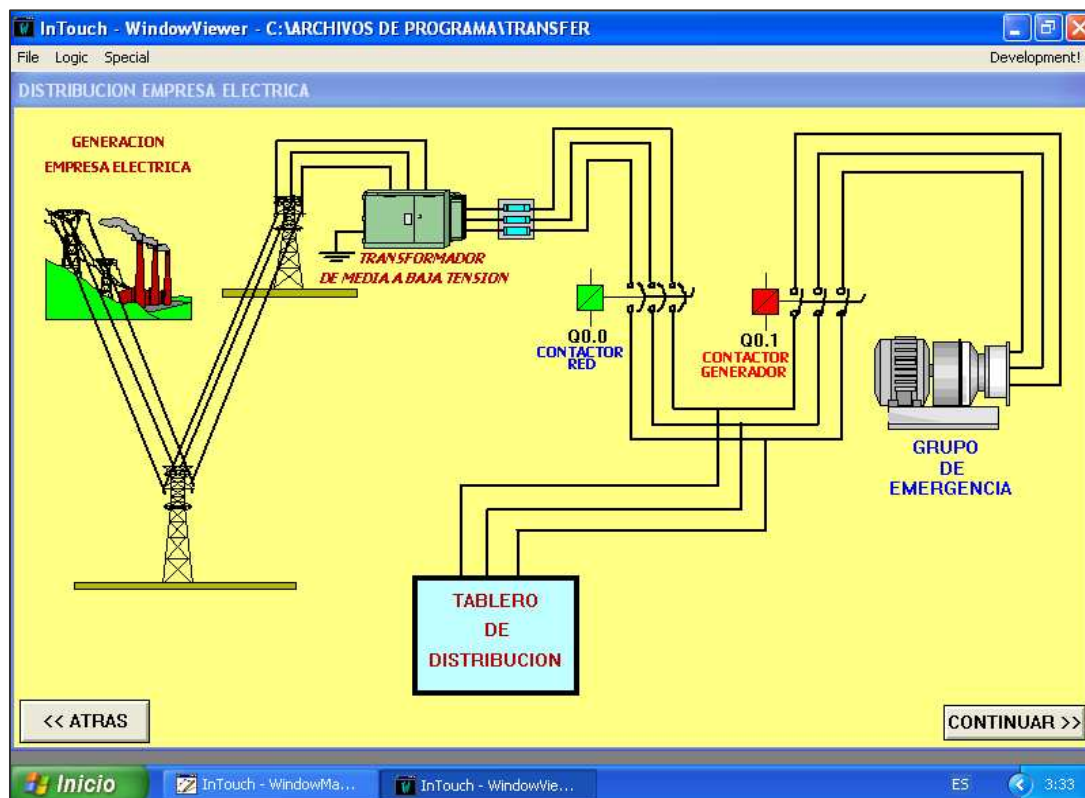 InTouch - WindowViewer - C:\ARCHIVOS DE PROGRAMA\TRANSFER
File Logic Special Development!
DISTRIBUCION EMPRESA ELECTRICA
GENERACION
EMPRESA ELECTRICA
TRANSFORMADOR
DE MEDIA A BAJA TENSION
Q0.0
CONTACTOR
RED
Q0.1
CONTACTOR
GENERADOR
GRUPO
DE
EMERGENCIA
TABLERO
DE
DISTRIBUCION
<< ATRAS
CONTINUAR >>
Inicio
InTouch - WindowMa...
InTouch - WindowVie...
ES
3:33